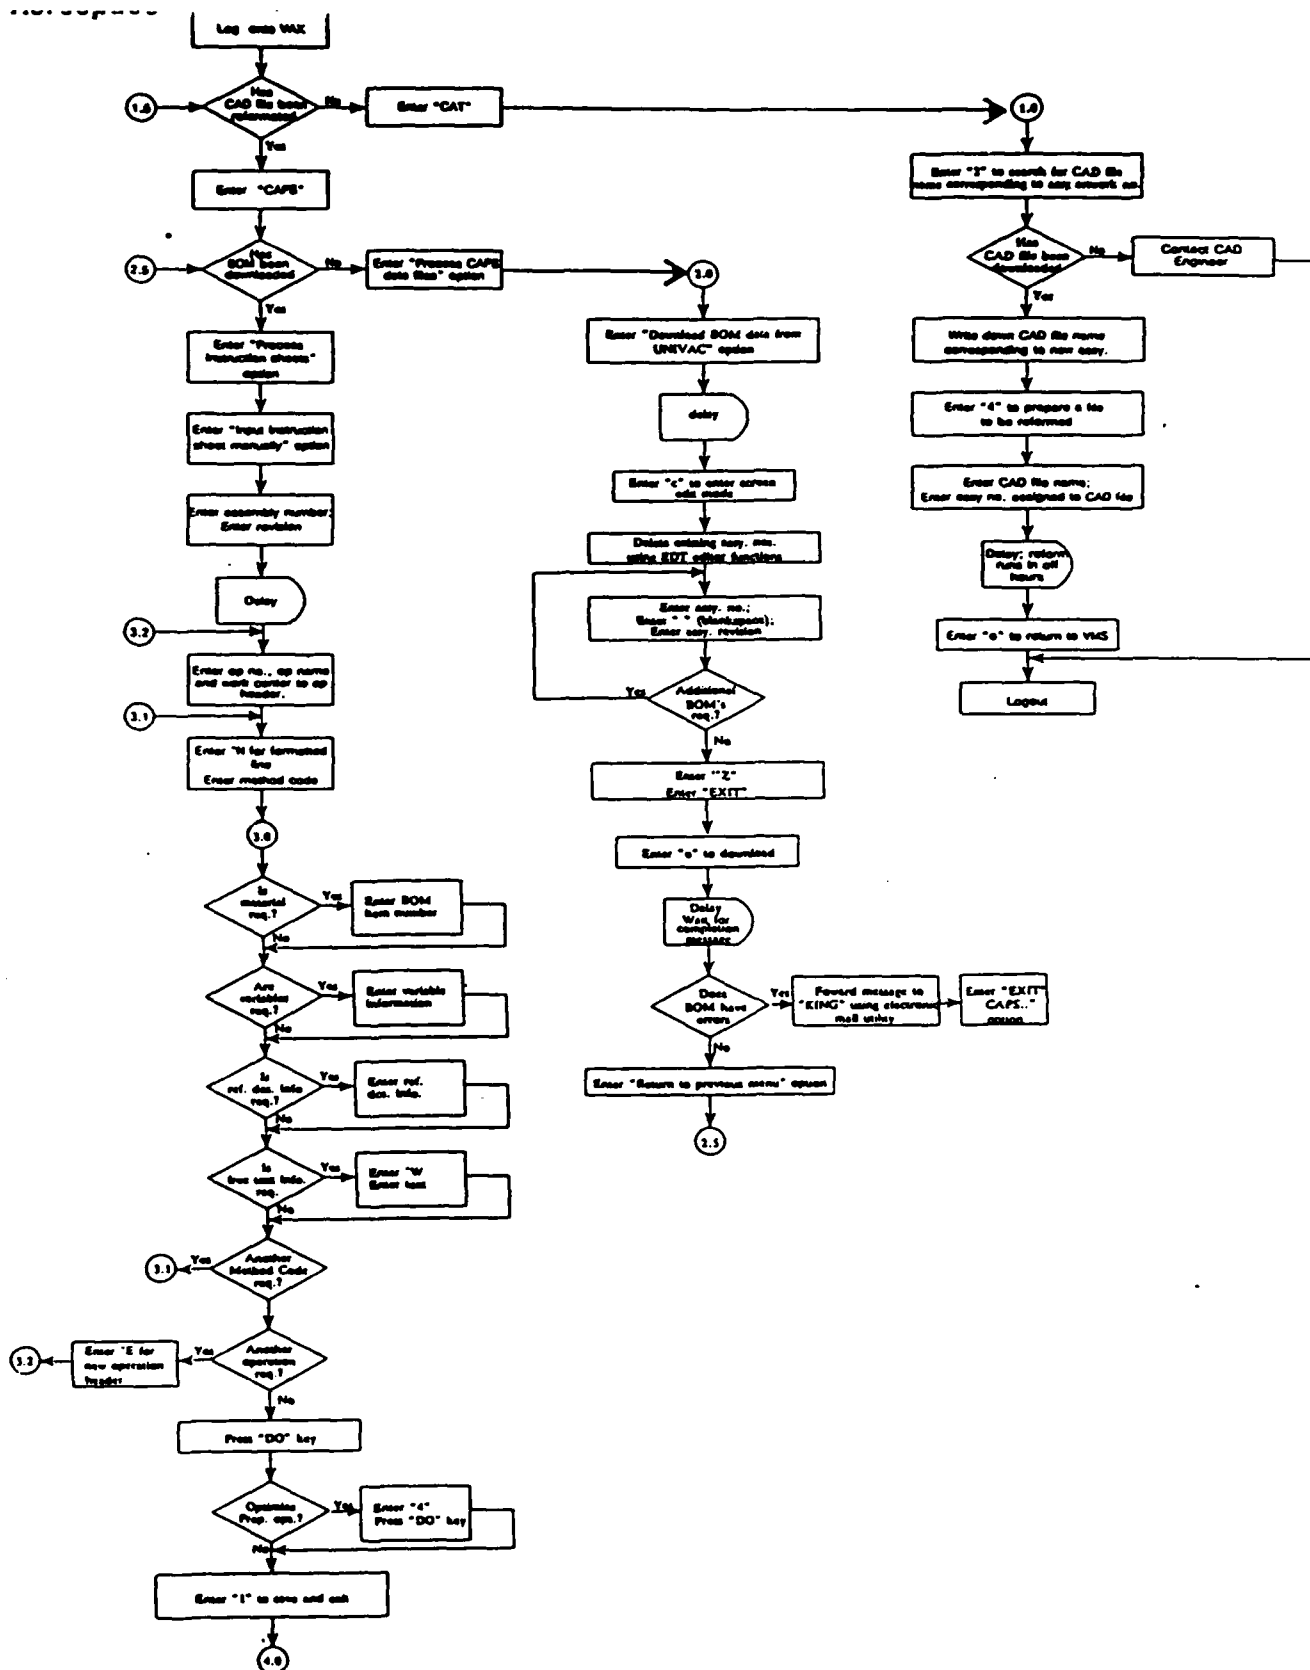 Log onto VAX
1.0
Has
CAD file been
reformatted
No
Enter "CAT"
1.0
Yes
Enter "CAPS"
2.5
Has
BOM been
downloaded
No
Enter "Process CAPS
data files" option
2.0
Yes
Enter "Process
Instruction sheets"
option
Enter "Input Instruction
sheet manually" option
Enter assembly number;
Enter revision
Delay
3.2
Enter op no., op name
and work center to op
header.
3.1
Enter "N for formatted
line
Enter method code
3.0
Is
material
req.?
Yes
Enter BOM
item number
No
Are
variables
req.?
Yes
Enter variable
information
No
Is
ref. des. info
req.?
Yes
Enter ref.
des. info.
No
Is
free text info.
req.
Yes
Enter "W
Enter text
No
Another
Method Code
req.?
Yes
3.1
Another
operation
req.?
Yes
Enter "E for
new operation
header
3.2
No
Press "DO" key
Optimize
Prep. ops.?
Yes
Enter "4"
Press "DO" key
No
Enter "1" to save and exit
4.0
Enter "Download BOM data from
UNIVAC" option
delay
Enter "c" to enter screen
edit mode
Delete existing assy. nos.
using EDT editor functions
Enter assy. no.;
Enter " " (blankspace);
Enter assy. revision
Additional
BOM's
req.?
Yes
No
Enter "^Z"
Enter "EXIT"
Enter "o" to download
Delay
Wait for
completion
message
Does
BOM have
errors
Yes
Foward message to
"KING" using electronic
mail utility
Enter "EXIT
CAPS.."
option
No
Enter "Return to previous menu" option
2.5
Enter "2" to search for CAD file
name corresponding to assy artwork no.
Has
CAD file been
downloaded
No
Contact CAD
Engineer
Yes
Write down CAD file name
corresponding to new assy.
Enter "4" to prepare a file
to be reformed
Enter CAD file name;
Enter assy no. assigned to CAD file
Delay; reform
runs in off
hours
Enter "o" to return to VMS
Logout